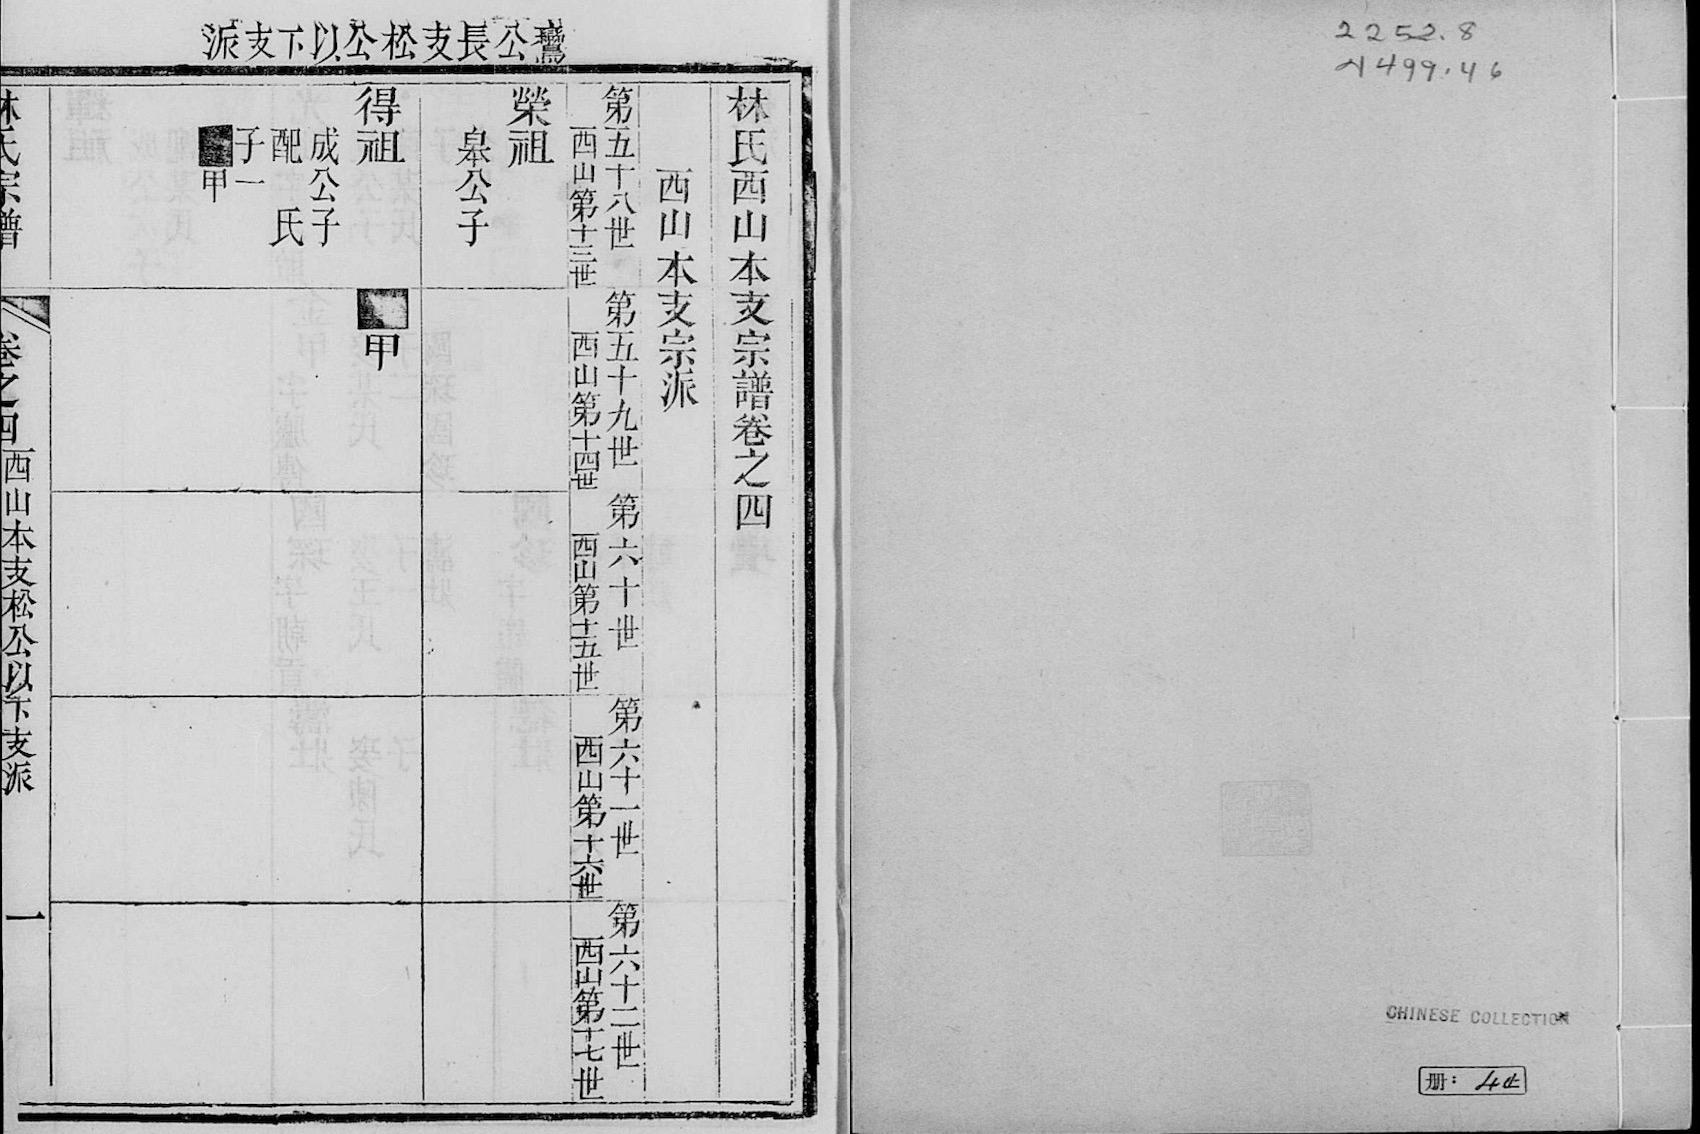 2252.8
4499.46
CHINESE COLLECTION
册:
鸞公長支松公以下支派
林氏西山本支宗譜卷之四
西山本支宗派
第五十八世
西山第十三世
第五十九世
西山第十四世
第六十世
西山第十五世
第六十一世
西山第十六世
第六十二世
西山第十七世
榮祖
皋公子
得祖
成公子
配 氏
子一
甲
甲
林氏宗譜
卷之四
西山本支松公以下支派
一